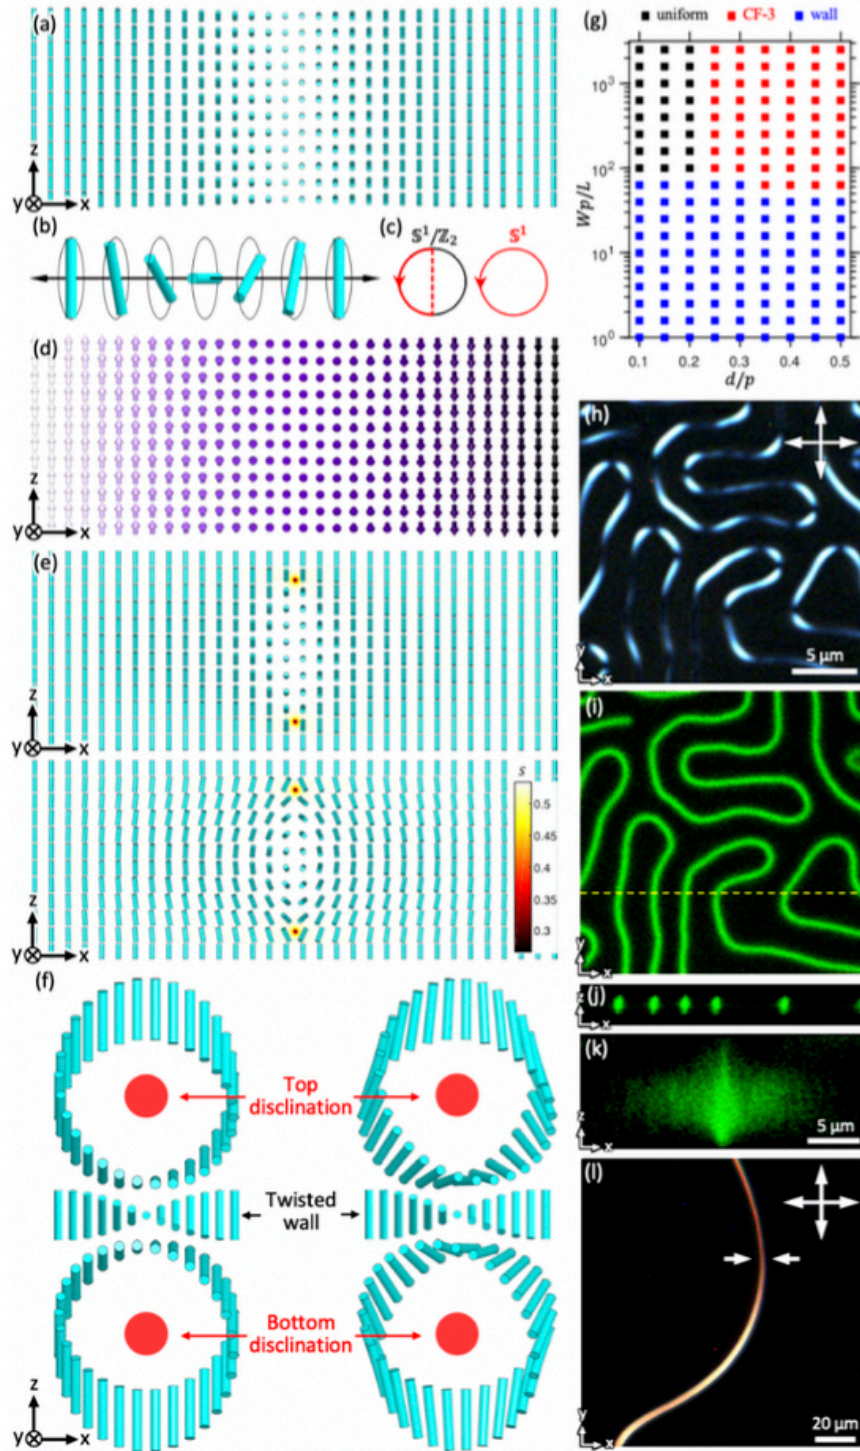 (a)
z
y x
(b)
(c)
𝕊¹/ℤ₂ 𝕊¹
(d)
z
y x
(e)
z
y x
z
y x
S
0.5
0.45
0.4
0.35
0.3
(f)
Top
disclination
Twisted
wall
Bottom
disclination
z
y x
(g)
uniform CF-3 wall
Wp/L
10³
10²
10¹
10⁰
0.1 0.2 0.3 0.4 0.5
d/p
(h)
y
x
5 µm
(i)
y
x
(j)
z
x
(k)
z
x
5 µm
(l)
y
x
20 µm